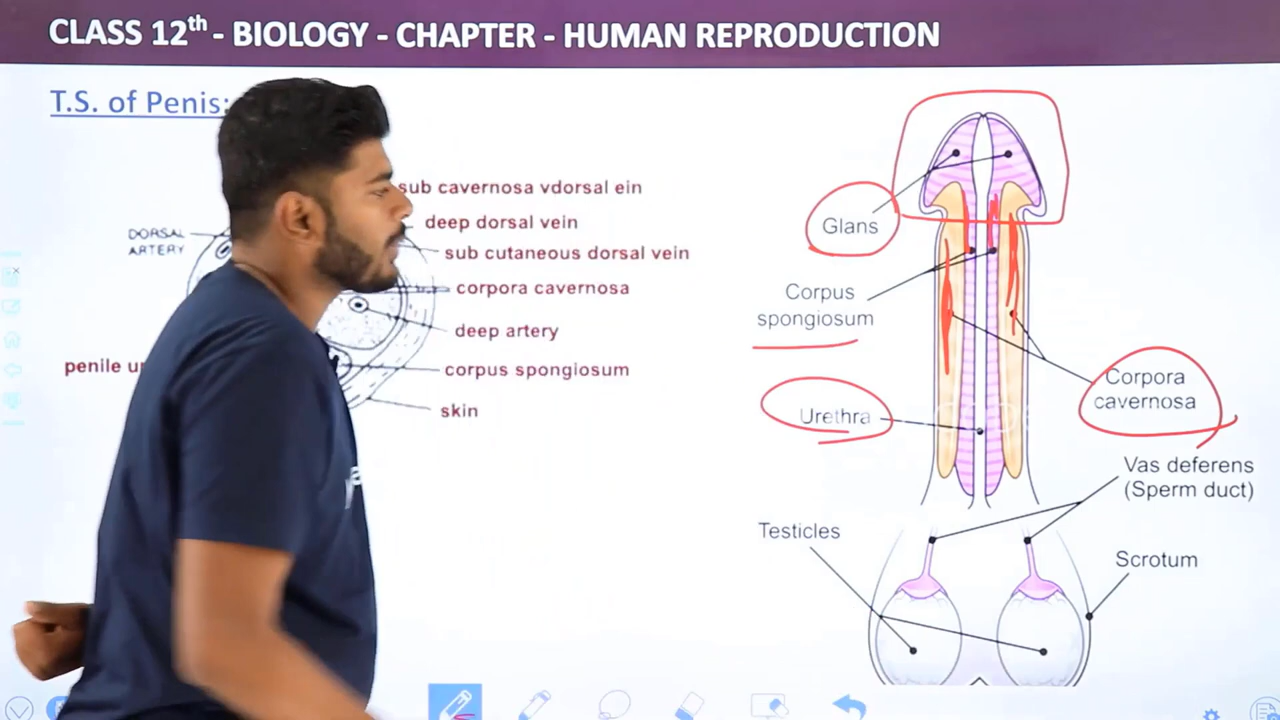 CLASS 12th - BIOLOGY - CHAPTER - HUMAN REPRODUCTION
T.S. of Penis:
sub cavernosa vdorsal ein
deep dorsal vein
DORSAL
ARTERY
sub cutaneous dorsal vein
corpora cavernosa
deep artery
penile
corpus spongiosum
skin
Glans
Corpus
spongiosum
Urethra
Corpora
cavernosa
Vas deferens
(Sperm duct)
Testicles
Scrotum